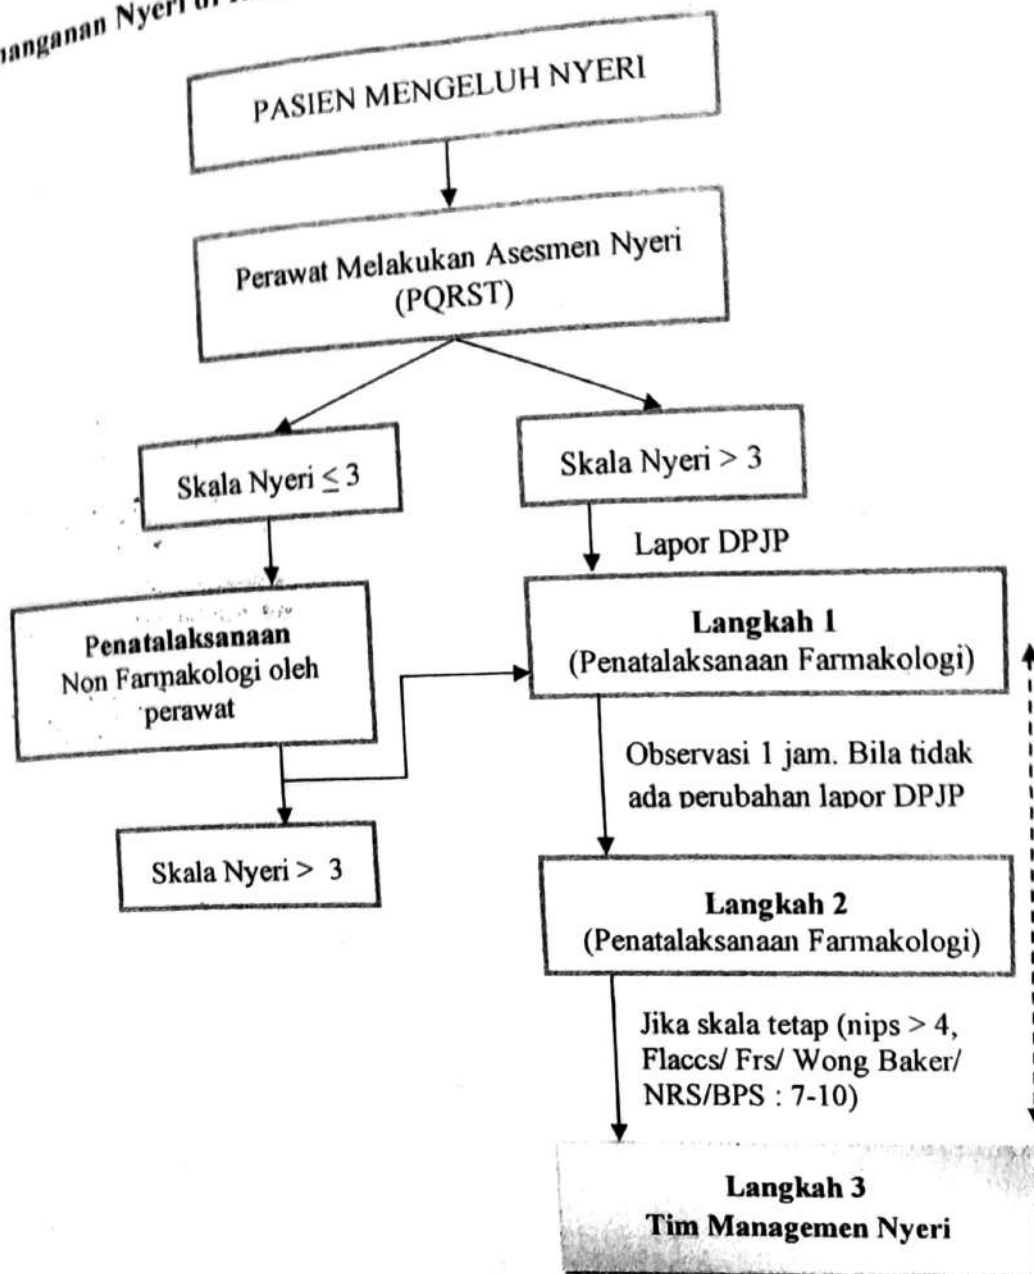 Nyeri
PASIEN MENGELUH NYERI
Perawat Melakukan Asesmen Nyeri
(PQRST)
Skala Nyeri ≤ 3
Skala Nyeri > 3
Lapor DPJP
Penatalaksanaan
Non Farmakologi oleh
perawat
Langkah 1
(Penatalaksanaan Farmakologi)
Observasi 1 jam. Bila tidak
ada perubahan lapor DPJP
Skala Nyeri > 3
Langkah 2
(Penatalaksanaan Farmakologi)
Jika skala tetap (nips > 4,
Flaccs/ Frs/ Wong Baker/
NRS/BPS : 7-10)
Langkah 3
Tim Managemen Nyeri